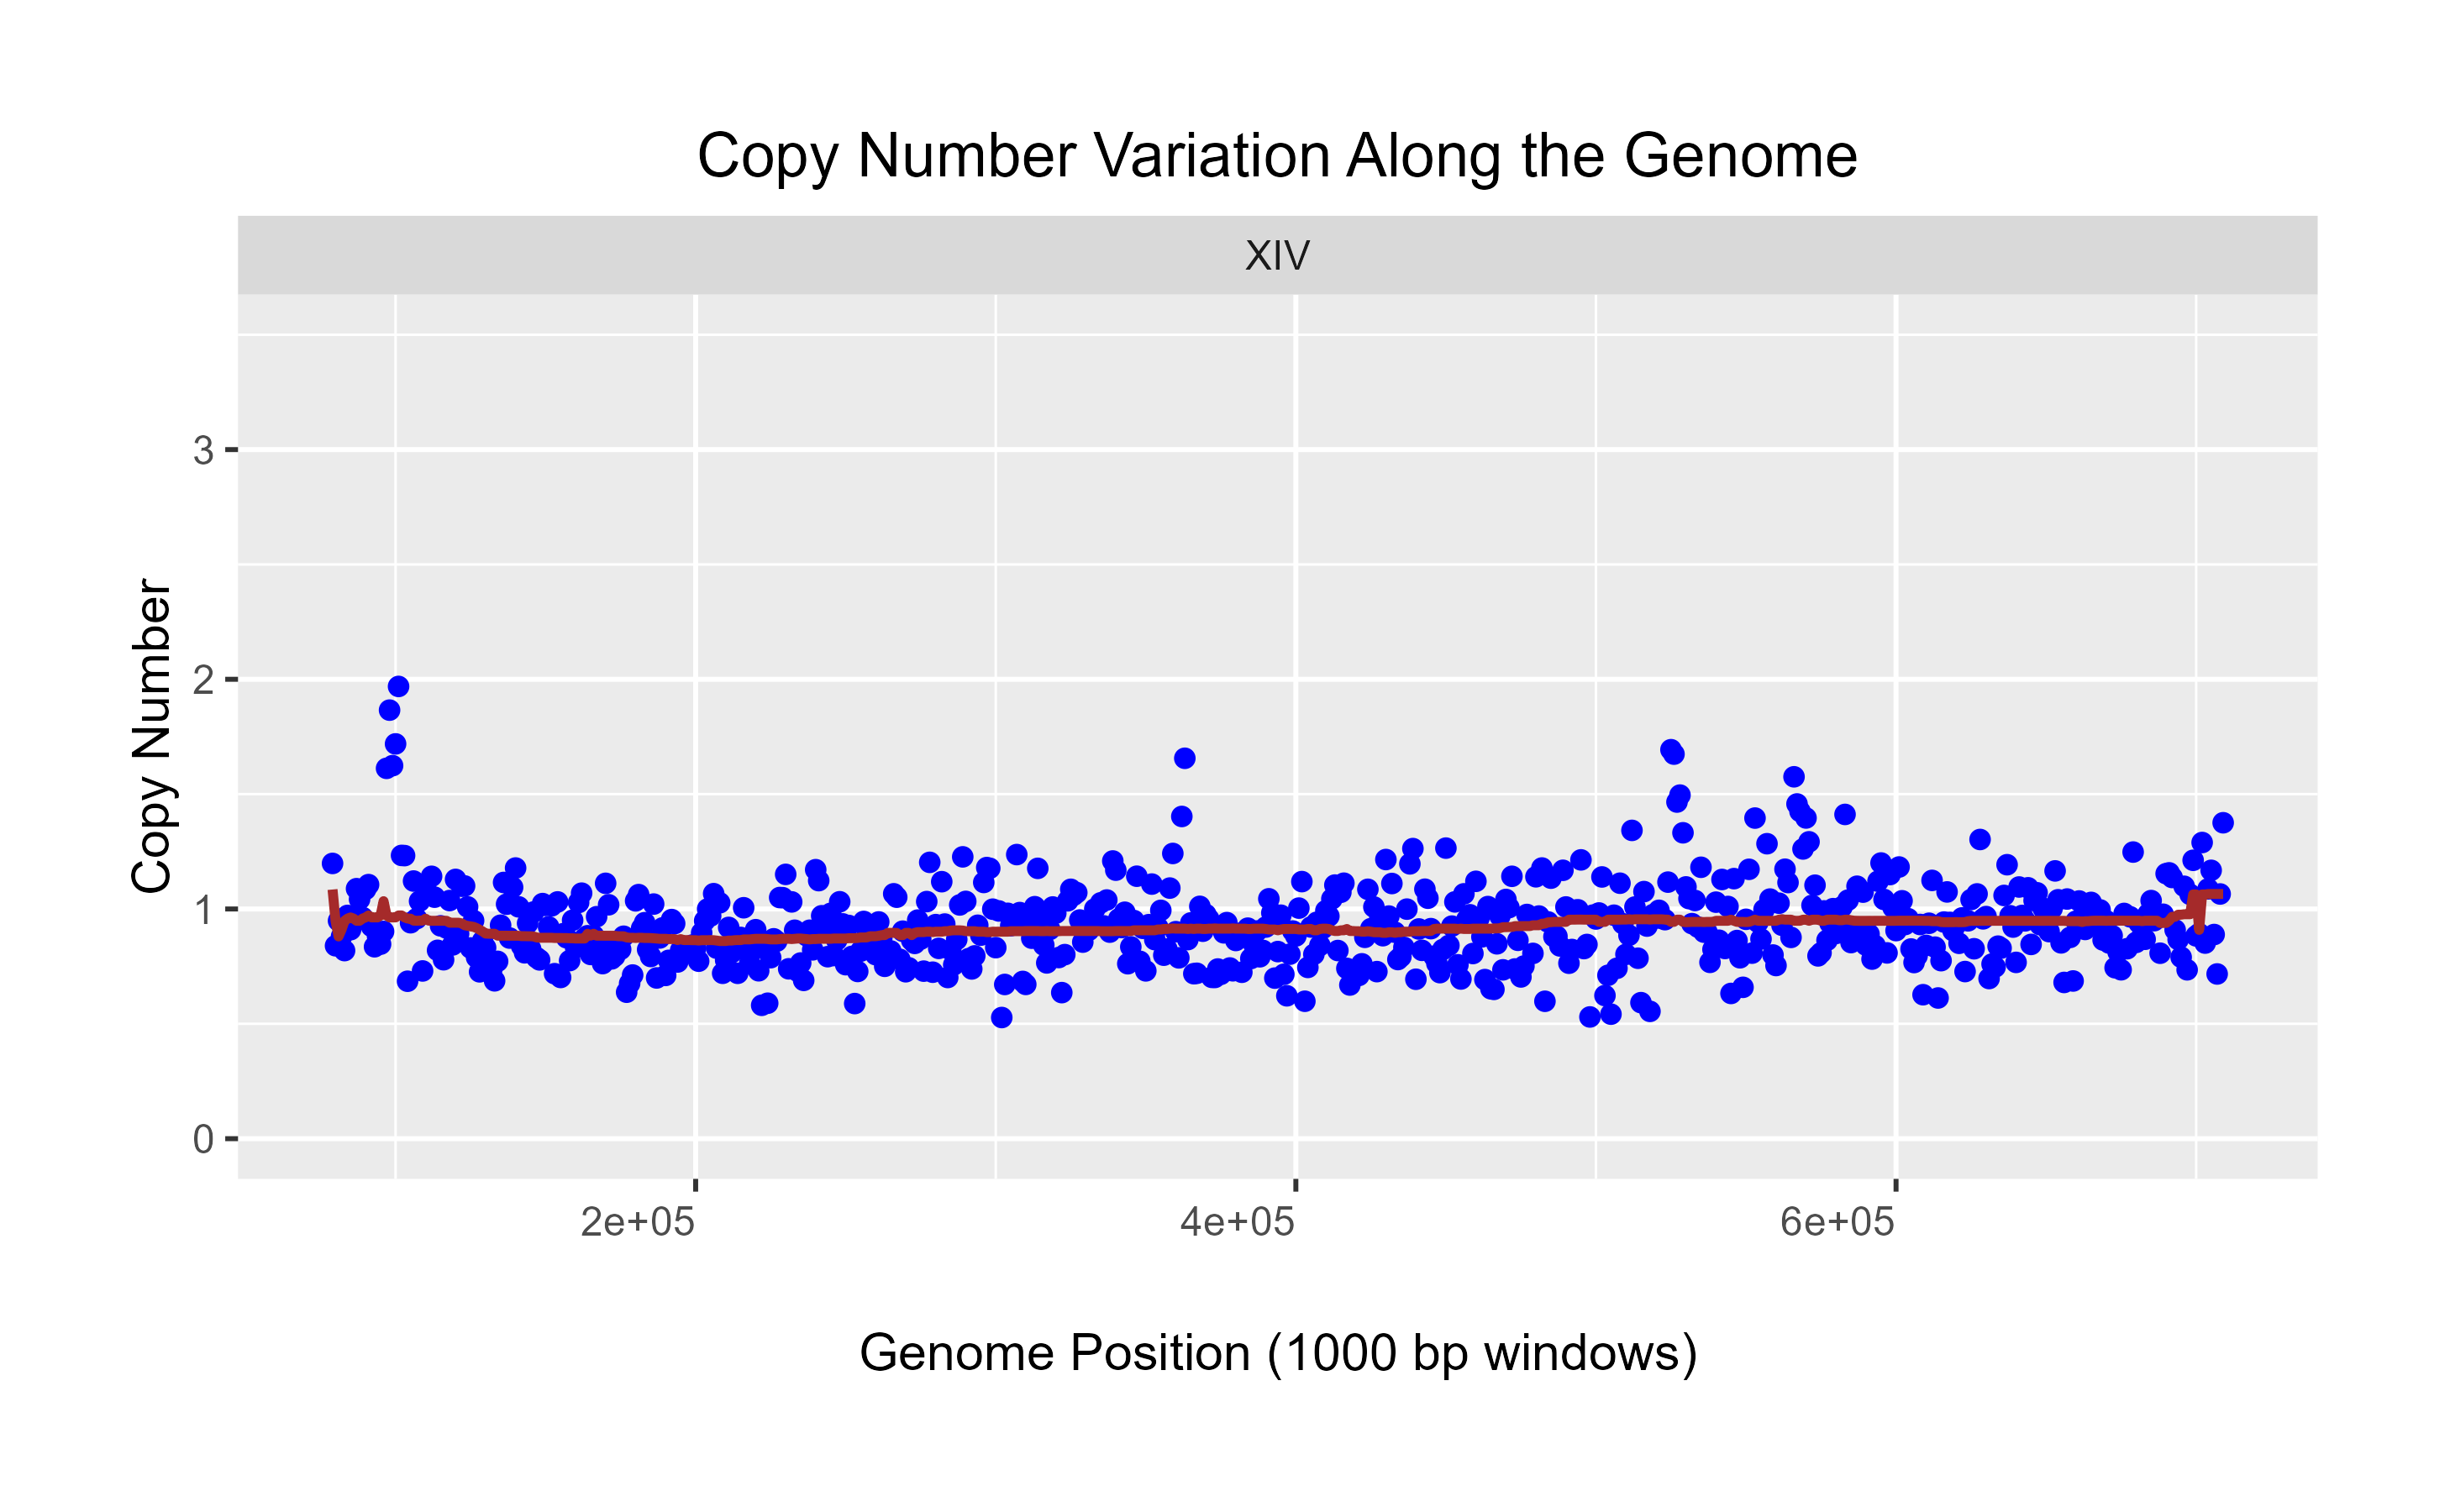 Copy Number Variation Along the Genome
XIV
Copy Number
3
2
1
0
2e+05
4e+05
6e+05
Genome Position (1000 bp windows)